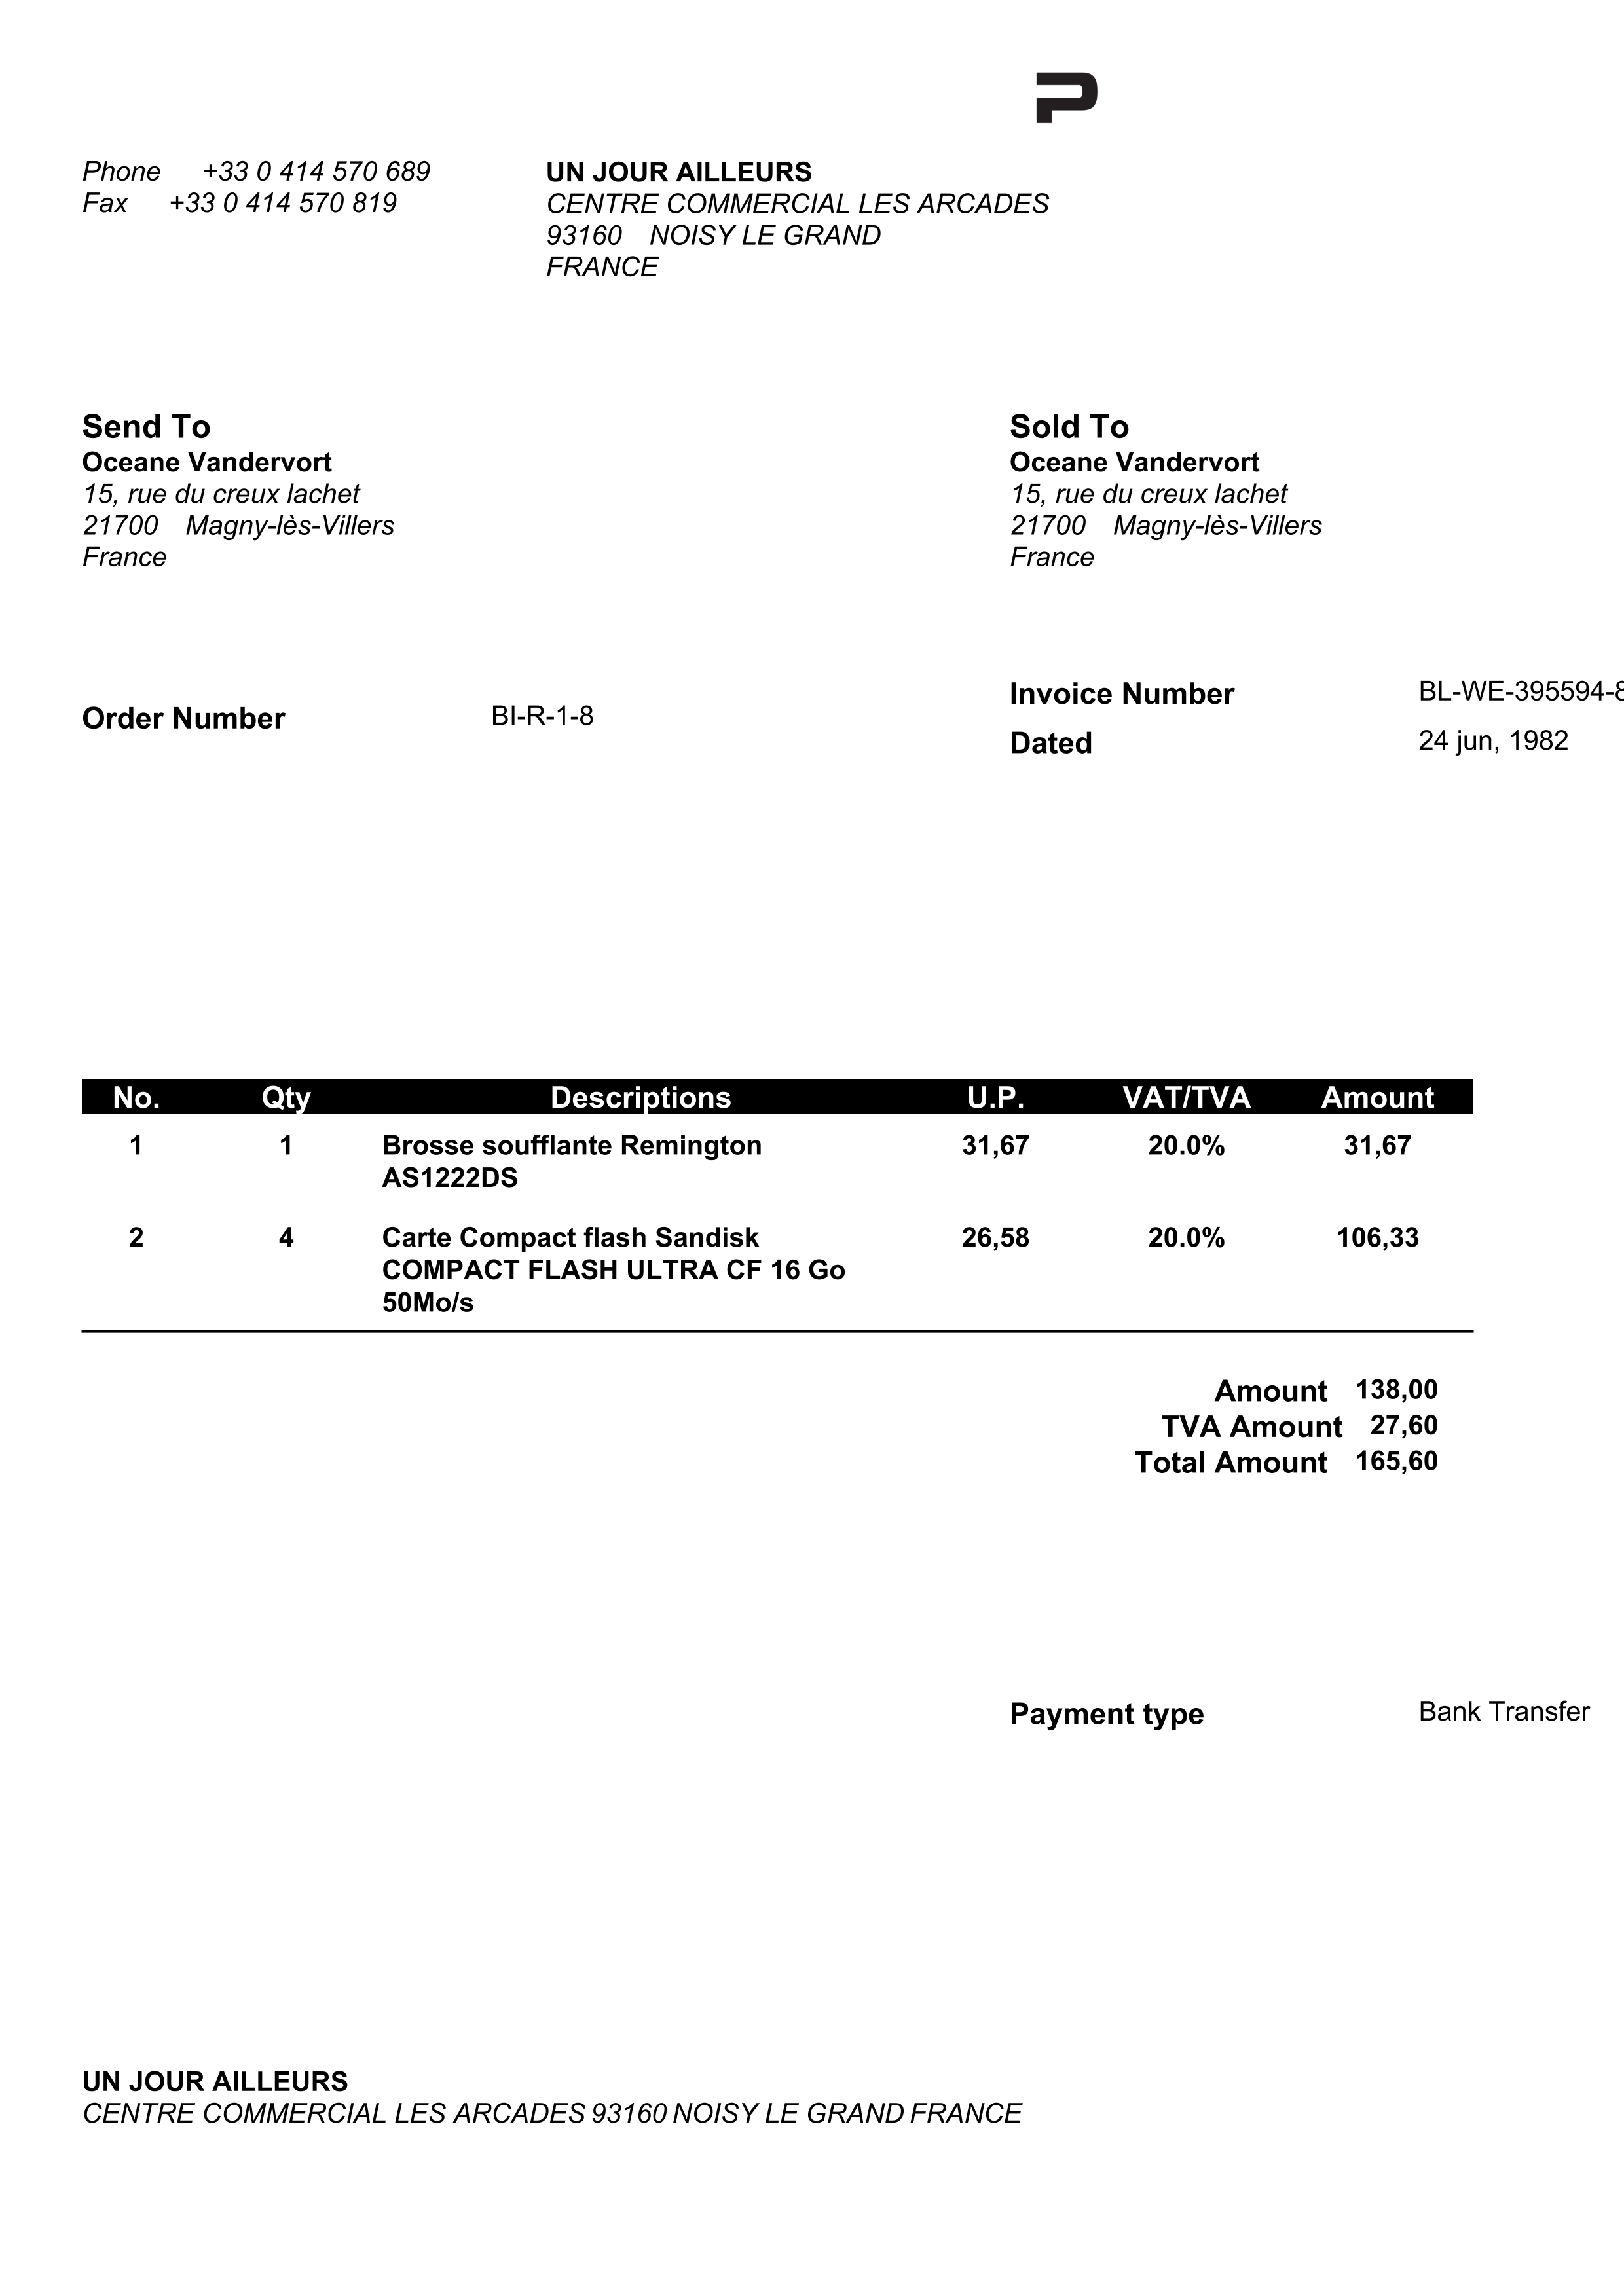 P
Phone +33 0 414 570 689
Fax +33 0 414 570 819
UN JOUR AILLEURS
CENTRE COMMERCIAL LES ARCADES
93160 NOISY LE GRAND
FRANCE
Send To
Oceane Vandervort
15, rue du creux lachet
21700 Magny-lès-Villers
France
Sold To
Oceane Vandervort
15, rue du creux lachet
21700 Magny-lès-Villers
France
Order Number BI-R-1-8
Invoice Number BL-WE-395594-8
Dated 24 jun, 1982
No. Qty Descriptions U.P. VAT/TVA Amount
1 1 Brosse soufflante Remington 31,67 20.0% 31,67
AS1222DS
2 4 Carte Compact flash Sandisk 26,58 20.0% 106,33
COMPACT FLASH ULTRA CF 16 Go
50Mo/s
Amount 138,00
TVA Amount 27,60
Total Amount 165,60
Payment type Bank Transfer
UN JOUR AILLEURS
CENTRE COMMERCIAL LES ARCADES 93160 NOISY LE GRAND FRANCE